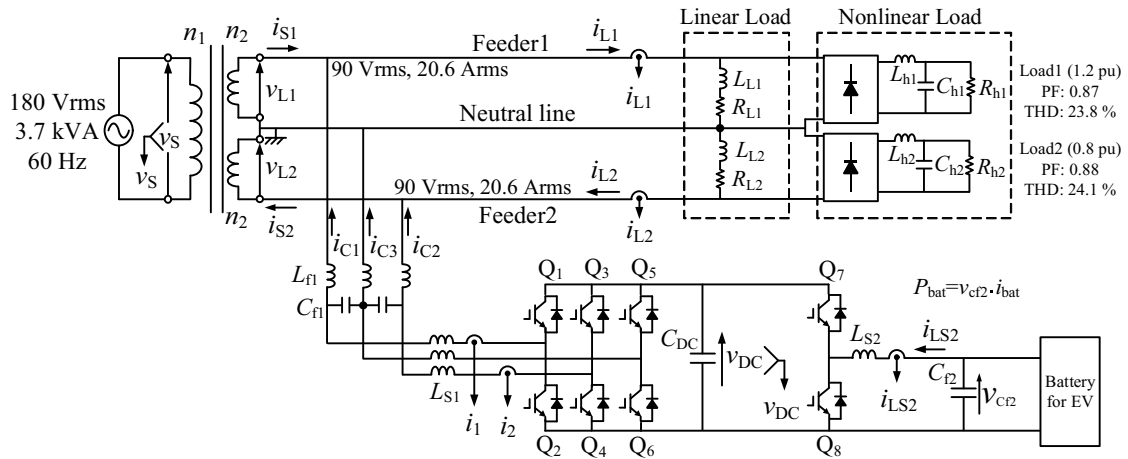 n1 n2 iS1 iL1 Linear Load Nonlinear Load
Feeder1
90 Vrms, 20.6 Arms
iL1
LL1
RL1
Lh1
Ch1
Rh1
Load1 (1.2 pu)
PF: 0.87
THD: 23.8 %
180 Vrms
3.7 kVA
60 Hz
vS
vS
vL1
Neutral line
vL2
n2
iS2
LL2
RL2
Lh2
Ch2
Rh2
Load2 (0.8 pu)
PF: 0.88
THD: 24.1 %
iL2
90 Vrms, 20.6 Arms
Feeder2
iL2
iC1
iC3
iC2
Lf1
Cf1
Q1 Q3 Q5 Q7
Pbat=vcf2·ibat
LS1
i1
i2
CDC
vDC
vDC
LS2
iLS2
iLS2
Cf2
vCf2
Battery
for EV
Q2 Q4 Q6 Q8